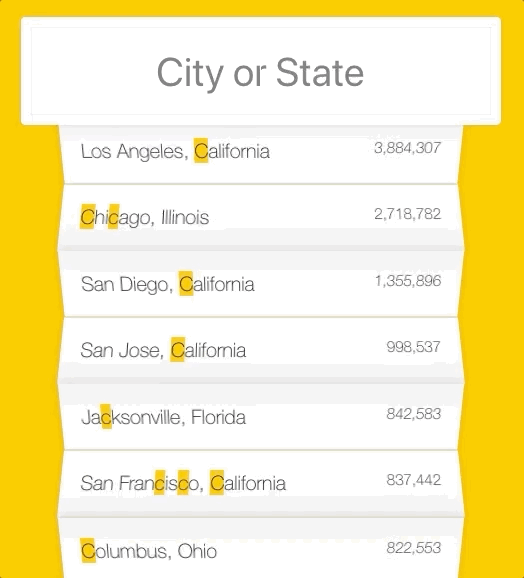 City or State
Los Angeles, California 3,884,307
Chicago, Illinois 2,718,782
San Diego, California 1,355,896
San Jose, California 998,537
Jacksonville, Florida 842,583
San Francisco, California 837,442
Columbus, Ohio 822,553